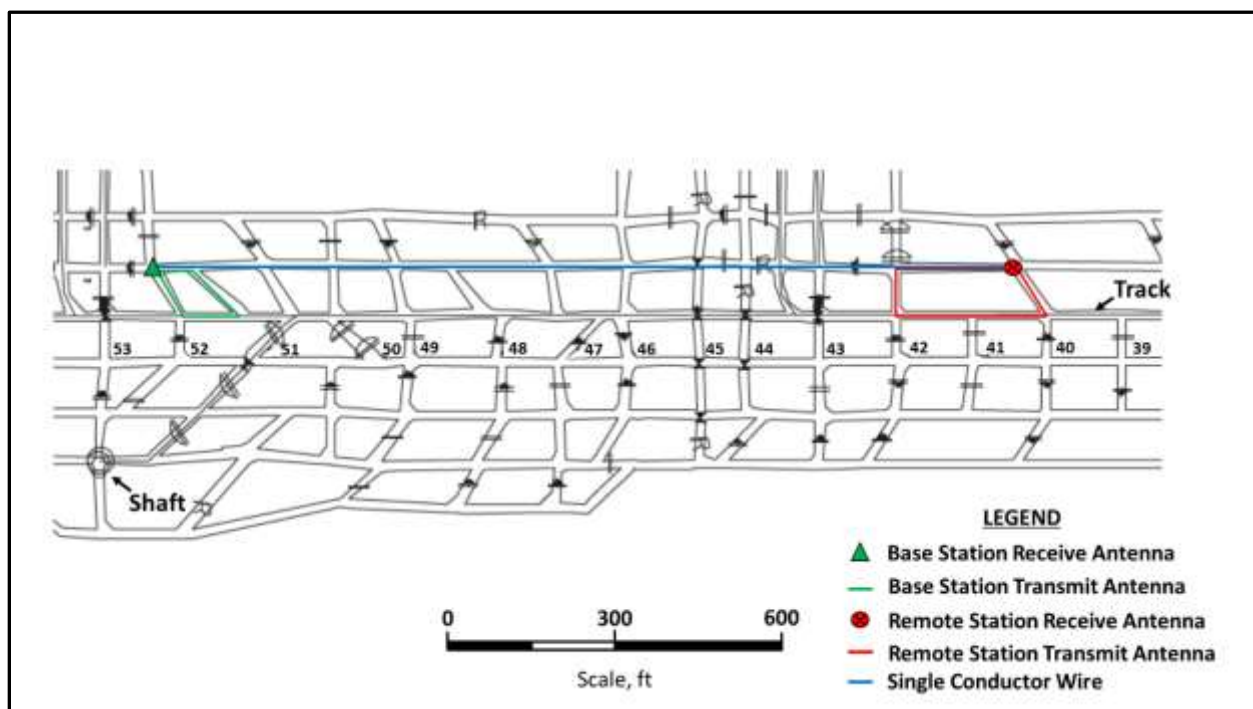 Track
53 52 51 50 49 48 47 46 45 44 43 42 41 40 39
Shaft
LEGEND
Base Station Receive Antenna
Base Station Transmit Antenna
Remote Station Receive Antenna
Remote Station Transmit Antenna
Single Conductor Wire
0 300 600
Scale, ft